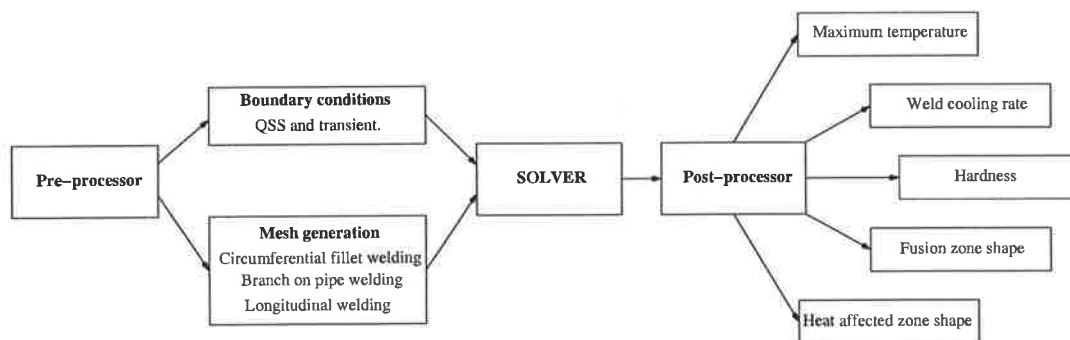 Pre-processor
Boundary conditions
QSS and transient.
Mesh generation
Circumferential fillet welding
Branch on pipe welding
Longitudinal welding
SOLVER
Post-processor
Maximum temperature
Weld cooling rate
Hardness
Fusion zone shape
Heat affected zone shape